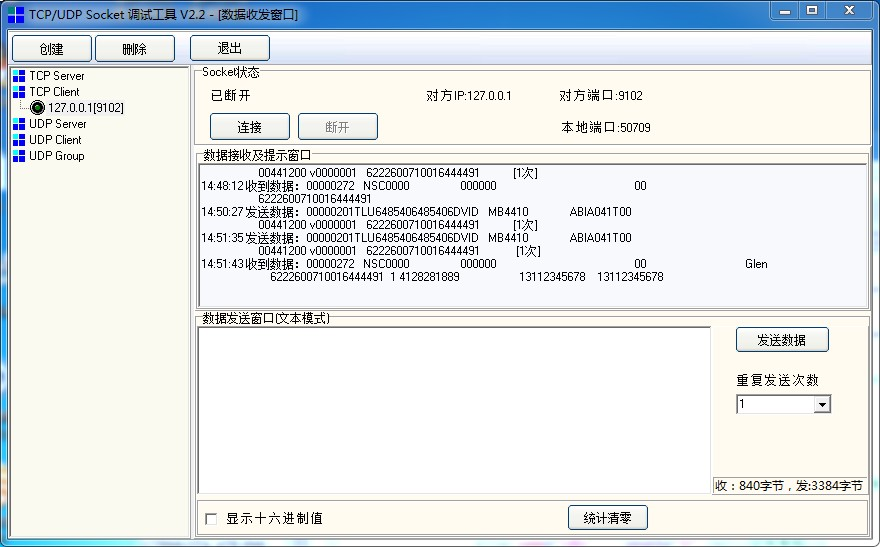 TCP/UDP Socket 调试工具 V2.2 - [数据收发窗口]
创建 删除 退出
TCP Server
TCP Client
127.0.0.1[9102]
UDP Server
UDP Client
UDP Group
Socket状态
已断开 对方IP:127.0.0.1 对方端口:9102
连接 断开 本地端口:50709
数据接收及提示窗口
00441200 v0000001 6222600710016444491 [1次]
14:48:12 收到数据：00000272 NSC0000 000000 00
6222600710016444491
14:50:27 发送数据：00000201TLU6485406485406DVID MB4410 ABIA041T00
00441200 v0000001 6222600710016444491 [1次]
14:51:35 发送数据：00000201TLU6485406485406DVID MB4410 ABIA041T00
00441200 v0000001 6222600710016444491 [1次]
14:51:43 收到数据：00000272 NSC0000 000000 00 Glen
6222600710016444491 1 4128281889 13112345678 13112345678
数据发送窗口(文本模式)
发送数据
重复发送次数
1
收：840字节，发:3384字节
显示十六进制值 统计清零